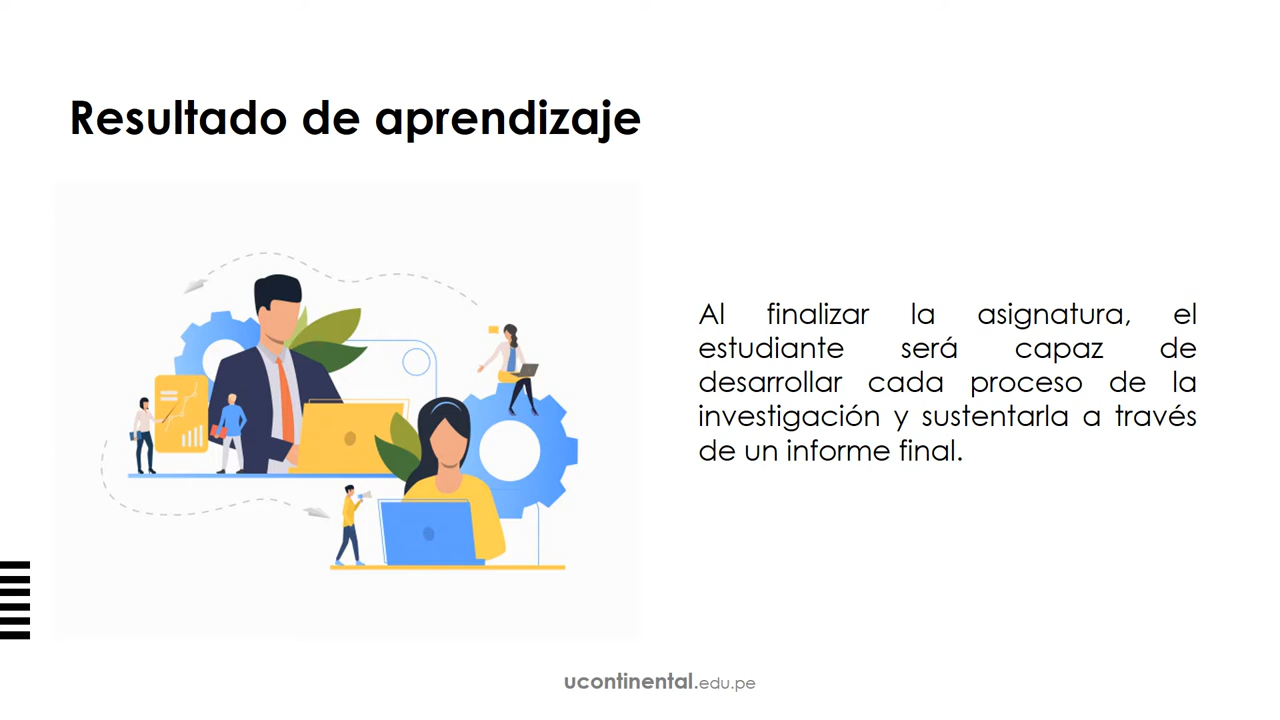 Resultado de aprendizaje
Al finalizar la asignatura, el
estudiante será capaz de
desarrollar cada proceso de la
investigación y sustentarla a través
de un informe final.
ucontinental.edu.pe